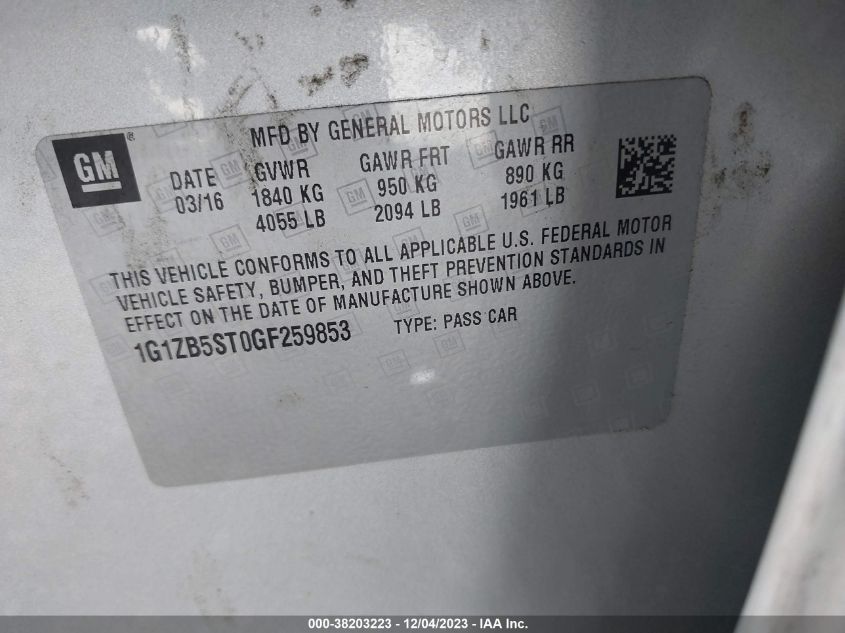 GM ®
MFD BY GENERAL MOTORS LLC
DATE GVWR GAWR FRT GAWR RR
03/16 1840 KG 950 KG 890 KG
4055 LB 2094 LB 1961 LB
THIS VEHICLE CONFORMS TO ALL APPLICABLE U.S. FEDERAL MOTOR
VEHICLE SAFETY, BUMPER, AND THEFT PREVENTION STANDARDS IN
EFFECT ON THE DATE OF MANUFACTURE SHOWN ABOVE.
1G1ZB5ST0GF259853 TYPE: PASS CAR
000-38203223 - 12/04/2023 - IAA Inc.